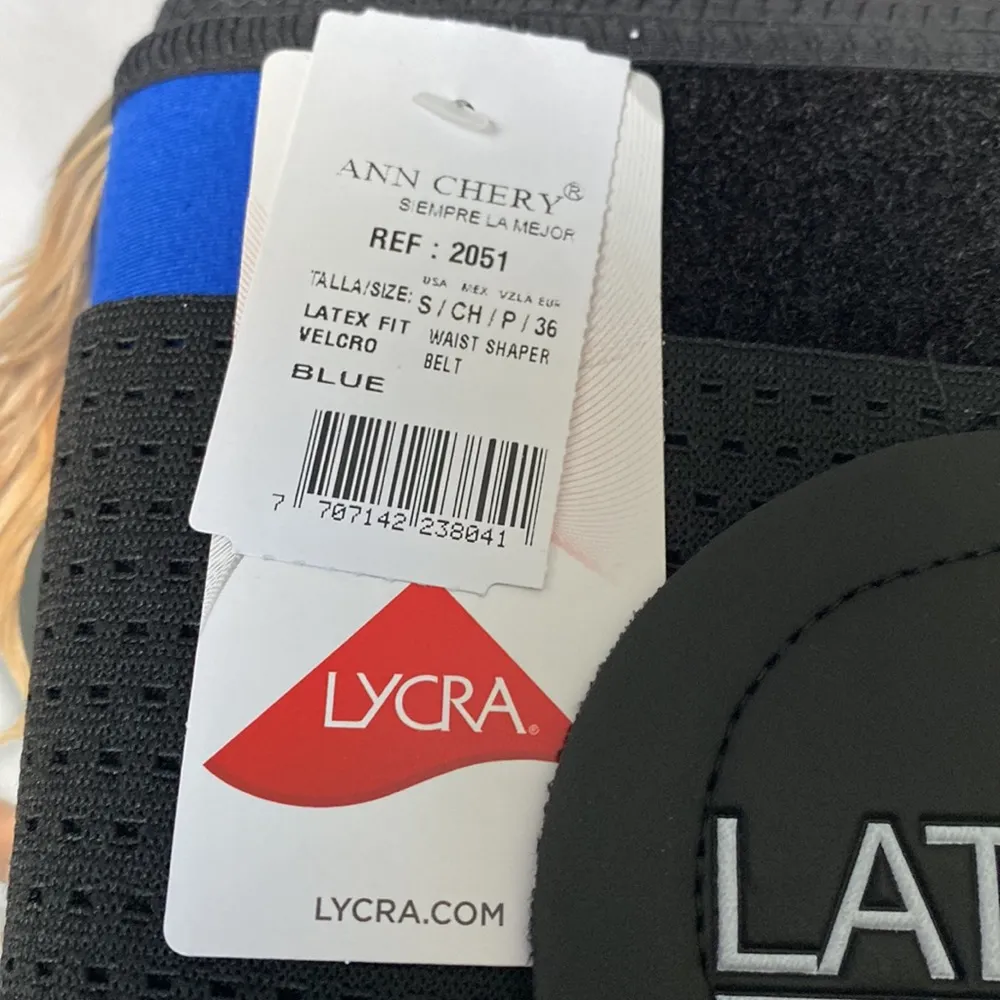 ANN CHERY®
SIEMPRE LA MEJOR
REF : 2051
USA MEX VZLA EUR
TALLA/SIZE: S / CH / P / 36
LATEX FIT WAIST SHAPER
VELCRO BELT
BLUE
7 707142 238041
LYCRA®
LYCRA.COM
LAT